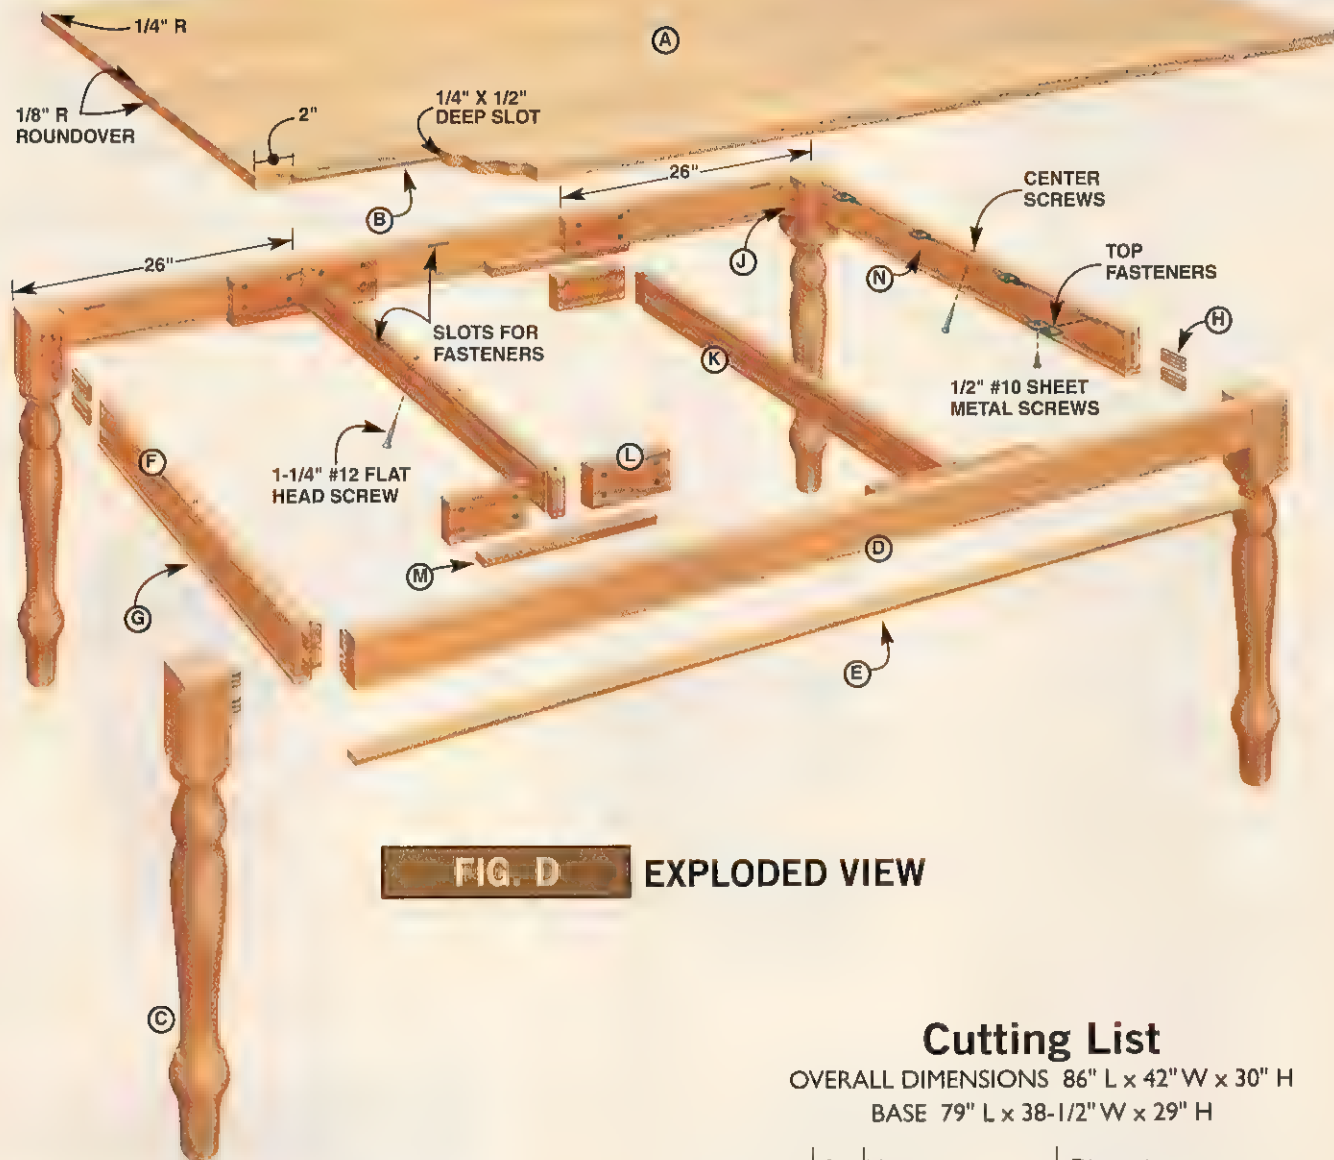 1/4" R
A
1/8" R
ROUNDOVER
2"
1/4" X 1/2"
DEEP SLOT
26"
B
CENTER
SCREWS
J
N
TOP
FASTENERS
26"
H
SLOTS FOR
FASTENERS
K
1/2" #10 SHEET
METAL SCREWS
F
L
1-1/4" #12 FLAT
HEAD SCREW
D
M
G
E
FIG. D EXPLODED VIEW
C
Cutting List
OVERALL DIMENSIONS 86" L x 42" W x 30" H
BASE 79" L x 38-1/2" W x 29" H